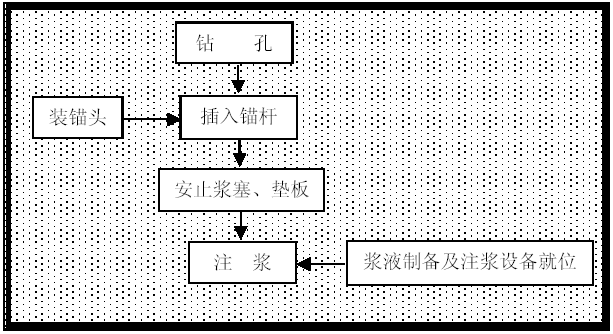 钻 孔
装锚头
插入锚杆
安止浆塞、垫板
注 浆
浆液制备及注浆设备就位